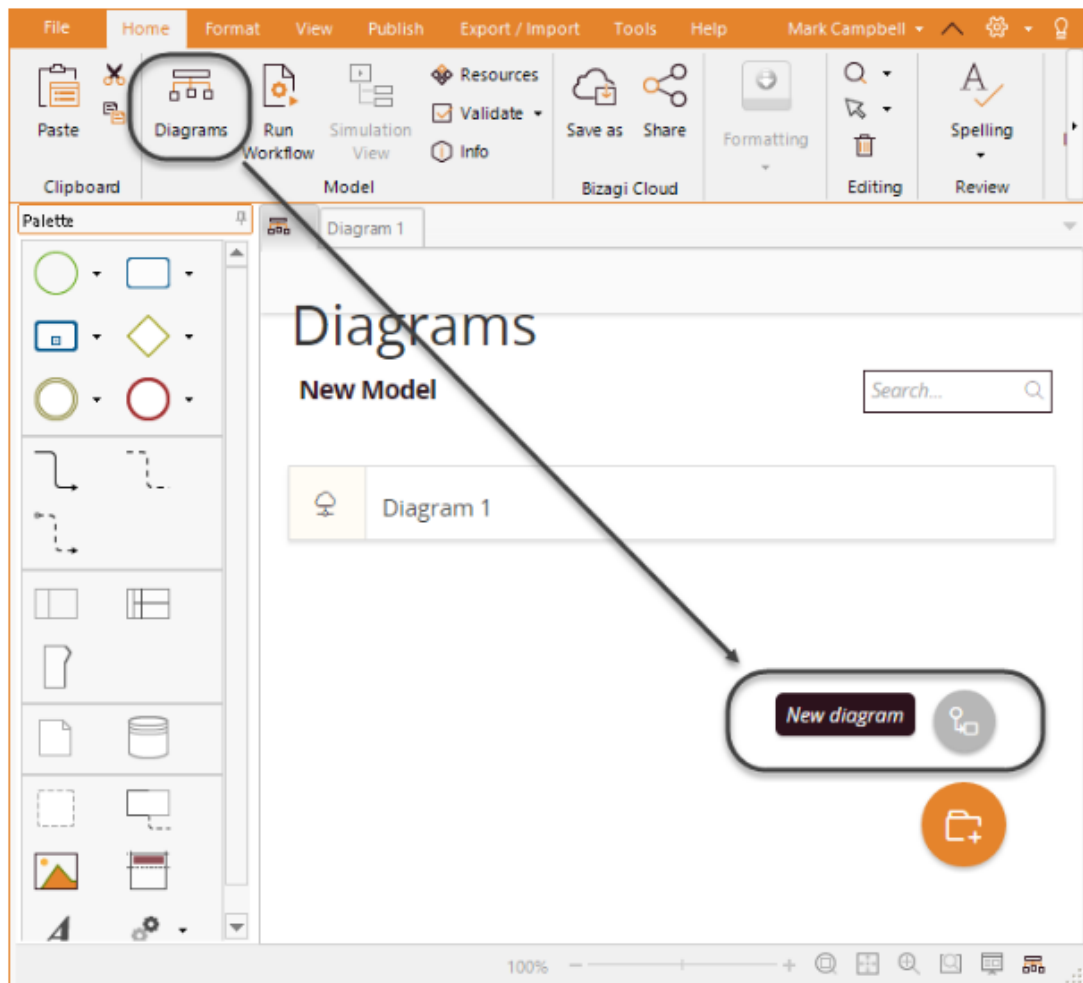 File Home Format View Publish Export / Import Tools Help Mark Campbell
Resources
Validate
Info
Paste Diagrams Run Workflow Simulation View Save as Share Formatting Spelling
Clipboard Model Bizagi Cloud Editing Review
Palette
Diagram 1
Diagrams
New Model Search...
Diagram 1
New diagram
100%